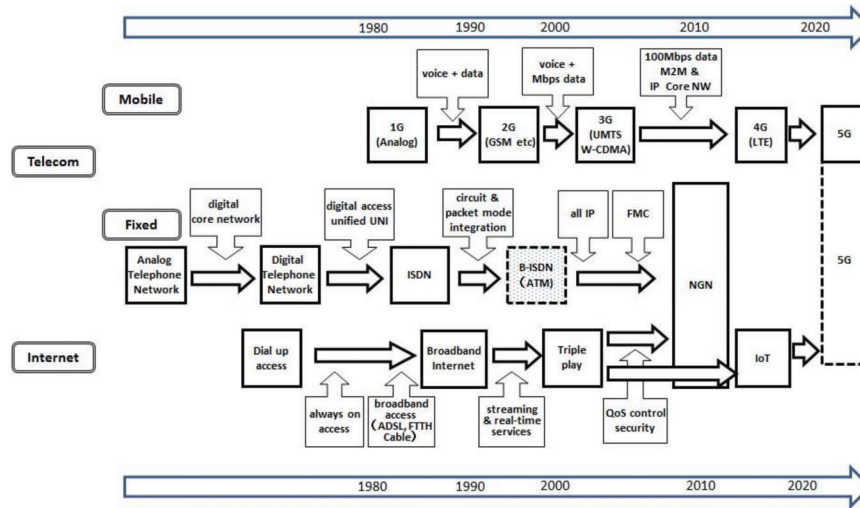 1980 1990 2000 2010 2020
Mobile
voice + data
voice +
Mbps data
100Mbps data
M2M &
IP Core NW
1G
(Analog)
2G
(GSM etc)
3G
(UMTS
W-CDMA)
4G
(LTE)
5G
Telecom
Fixed
digital
core network
digital access
unified UNI
circuit &
packet mode
integration
all IP
FMC
Analog
Telephone
Network
Digital
Telephone
Network
ISDN
B-ISDN
(ATM)
NGN
5G
Internet
Dial up
access
Broadband
Internet
Triple
play
IoT
always on
access
broadband
access
(ADSL, FTTH
Cable)
streaming
& real-time
services
QoS control
security
1980 1990 2000 2010 2020